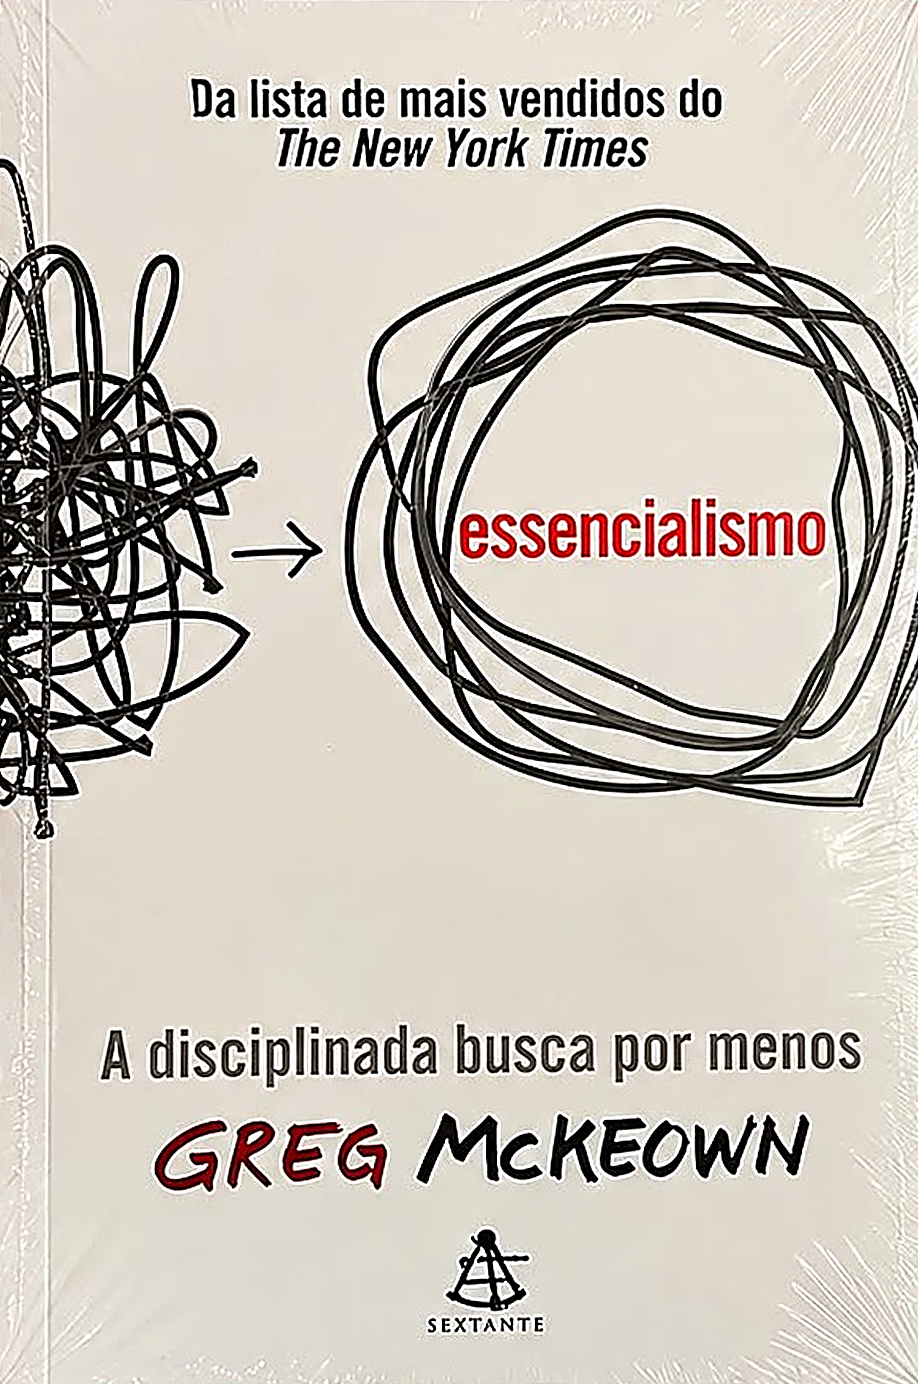 Da lista de mais vendidos do
The New York Times
essencialismo
A disciplinada busca por menos
GREG MCKEOWN
SEXTANTE